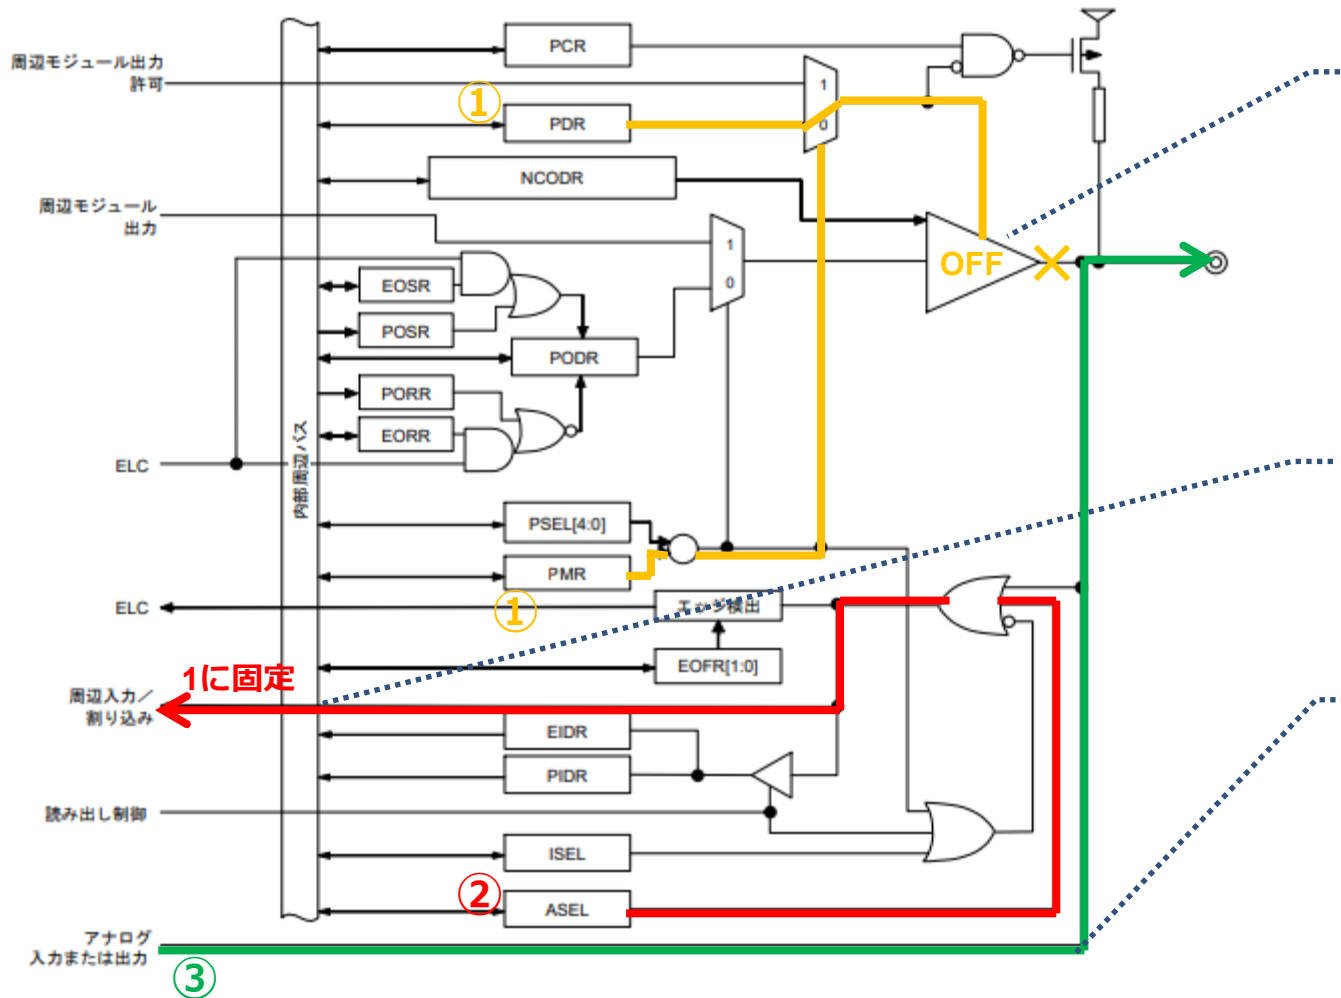 PCR
周辺モジュール出力
許可
1
①
PDR
0
NCODR
周辺モジュール
出力
1
OFF
EOSR
0
POSR
PODR
PORR
EORR
内部周辺バス
ELC
PSEL[4:0]
PMR
ELC
①
エッジ検出
EOFR[1:0]
1に固定
周辺入力／
割り込み
EIDR
PIDR
読み出し制御
ISEL
②
ASEL
アナログ
入力または出力
③